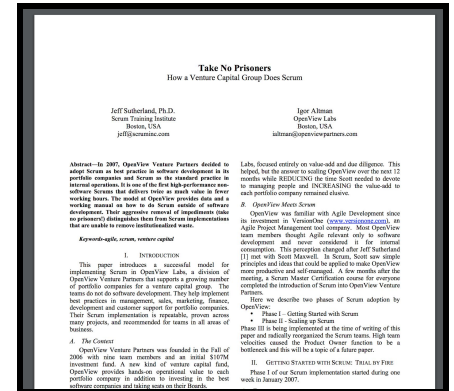 Take No Prisoners
How a Venture Capital Group Does Scrum
Jeff Sutherland, Ph.D.
Scrum Training Institute
Boston, USA
jeff@scruminc.com
Igor Altman
OpenView Labs
Boston, USA
ialtman@openviewpartners.com
Abstract—In 2007, OpenView Venture Partners decided to
adopt Scrum as best practice in software development in its
portfolio companies and Scrum as the standard practice in
internal operations. It is one of the first high-performance non-
software Scrums that delivers twice as much value in fewer
working hours. The model at OpenView provides data and a
working manual on how to do Scrum outside of software
development. Their aggressive removal of impediments (take
no prisoners!) distinguishes them from Scrum implementations
that are unable to remove institutionalized waste.
Keywords-agile, scrum, venture capital
I. INTRODUCTION
This paper introduces a successful model for
implementing Scrum in OpenView Labs, a division of
OpenView Venture Partners that supports a growing number
of portfolio companies for a venture capital group. The
teams do not do software development. They help implement
best practices in management, sales, marketing, finance,
development and customer support for portfolio companies.
Their Scrum implementation is repeatable, proven across
many projects, and recommended for teams in all areas of
business.
A. The Context
OpenView Venture Partners was founded in the Fall of
2006 with nine team members and an initial $107M
investment fund. A new kind of venture capital fund,
OpenView provides hands-on operational value to each
portfolio company in addition to investing in the best
software companies and taking seats on their Boards.
Labs, focused entirely on value-add and due diligence. This
helped, but the answer to scaling OpenView over the next 12
months while REDUCING the time Scott needed to devote
to managing people and INCREASING the value-add to
each portfolio company remained elusive.
B. OpenView Meets Scrum
OpenView was familiar with Agile Development since
its investment in VersionOne (www.versionone.com), an
Agile Project Management tool company. Most OpenView
team members thought Agile relevant only to software
development and never considered it for internal
consumption. This perception changed after Jeff Sutherland
[1] met with Scott Maxwell. In Scrum, Scott saw simple
principles and ideas that could be applied to make OpenView
more productive and self-managed. A few months after the
meeting, a Scrum Master Certification course for everyone
completed the introduction of Scrum into OpenView Venture
Partners.
Here we describe two phases of Scrum adoption by
OpenView:
• Phase I – Getting Started with Scrum
• Phase II - Scaling up Scrum
Phase III is being implemented at the time of writing of this
paper and radically reorganized the Scrum teams. High team
velocities caused the Product Owner function to be a
bottleneck and this will be a topic of a future paper.
II. GETTING STARTED WITH SCRUM: TRIAL BY FIRE
Phase I of our Scrum implementation started during one
week in January 2007.